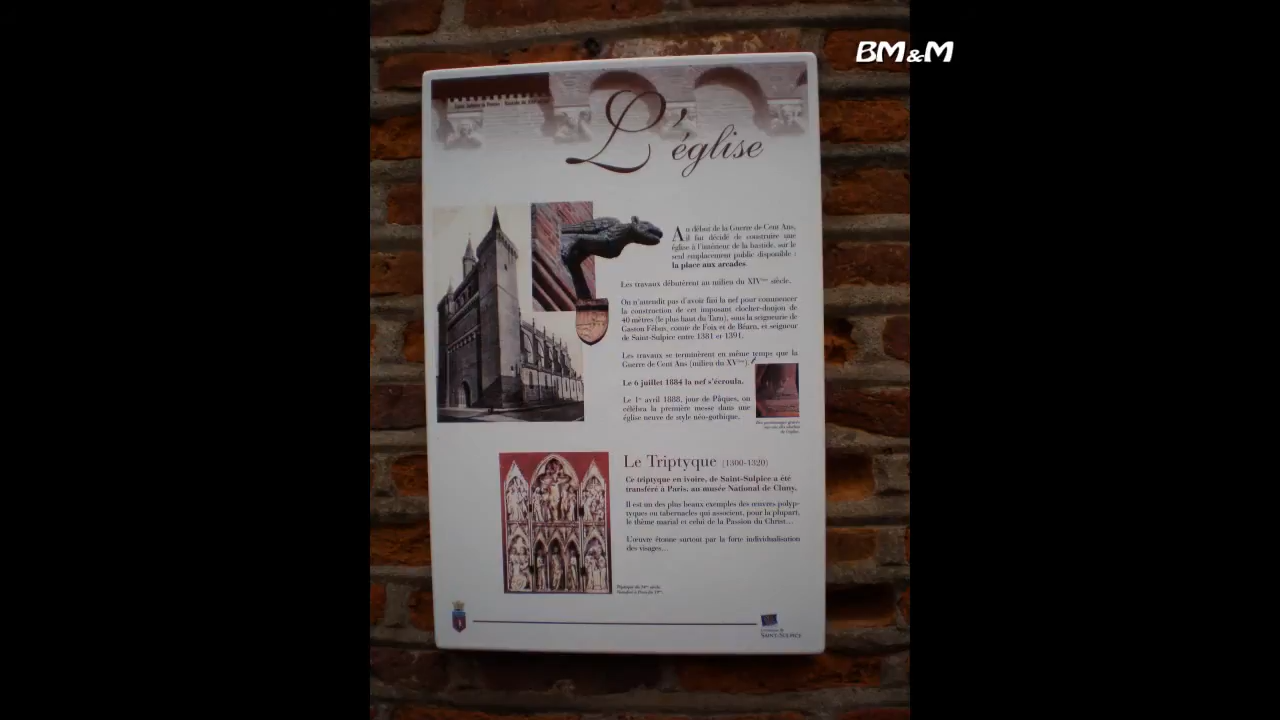 BM&M
L'église
Au début de la Guerre de Cent Ans,
il fut décidé de construire une
église à l'intérieur de la bastide, sur le
seul emplacement public disponible :
la place aux arcades
Les travaux débutèrent au milieu du XIVème siècle.
On n'attendit pas d'avoir fini la nef pour commencer
la construction de cet imposant clocher-donjon de
40 mètres (le plus haut du Tarn), sous la seigneurie de
Gaston Fébus, comte de Foix et de Béarn, et seigneur
de Saint-Sulpice entre 1381 et 1391.
Les travaux se terminèrent en même temps que la
Guerre de Cent Ans (milieu du XVème).
Le 6 juillet 1884 la nef s'écroula.
Le 1er avril 1888, jour de Pâques, on
célébra la première messe dans une
église neuve de style néo-gothique.
de l'église.
Le Triptyque (1300-1320)
Ce triptyque en ivoire, de Saint-Sulpice a été
transféré à Paris, au musée National de Cluny.
Il est un des plus beaux exemples des œuvres polyp-
tyques ou tabernacles qui associent, pour la plupart,
le thème marial et celui de la Passion du Christ...
L'œuvre étonne surtout par la forte individualisation
des visages...
SAINT-SULPICE